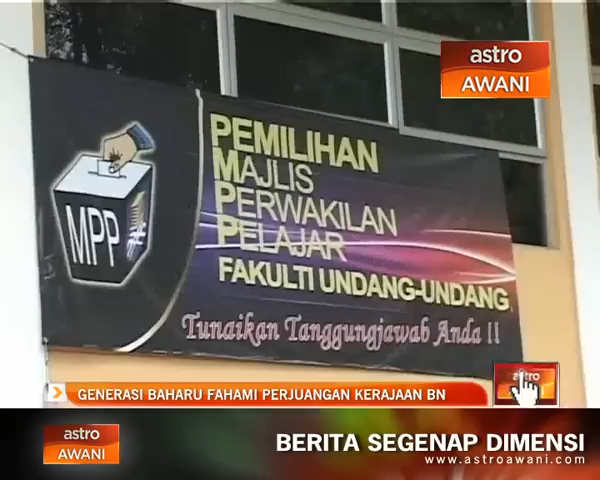 astro
AWANI
PEMILIHAN
MAJLIS
PERWAKILAN
PELAJAR
FAKULTI UNDANG-UNDANG
Tunaikan Tanggungjawab Anda !!
MPP
GENERASI BAHARU FAHAMI PERJUANGAN KERAJAAN BN
astro
astro
AWANI
BERITA SEGENAP DIMENSI
www.astroawani.com